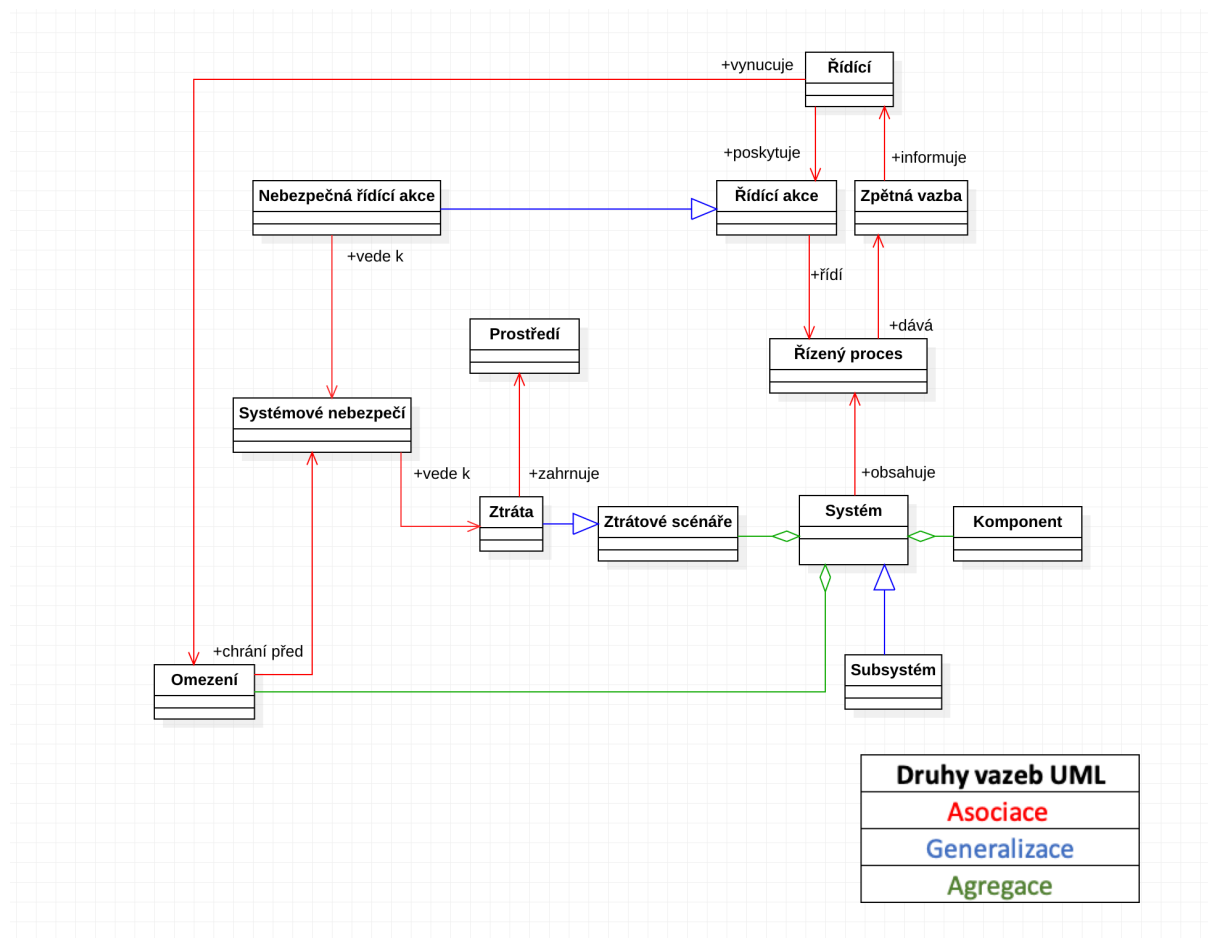 +vynucuje
Řídící
+poskytuje
+informuje
Nebezpečná řídící akce
Řídící akce
Zpětná vazba
+vede k
+řídí
+dává
Prostředí
Řízený proces
Systémové nebezpečí
+vede k
+zahrnuje
+obsahuje
Ztráta
Ztrátové scénáře
Systém
Komponent
+chrání před
Omezení
Subsystém
Druhy vazeb UML
Asociace
Generalizace
Agregace